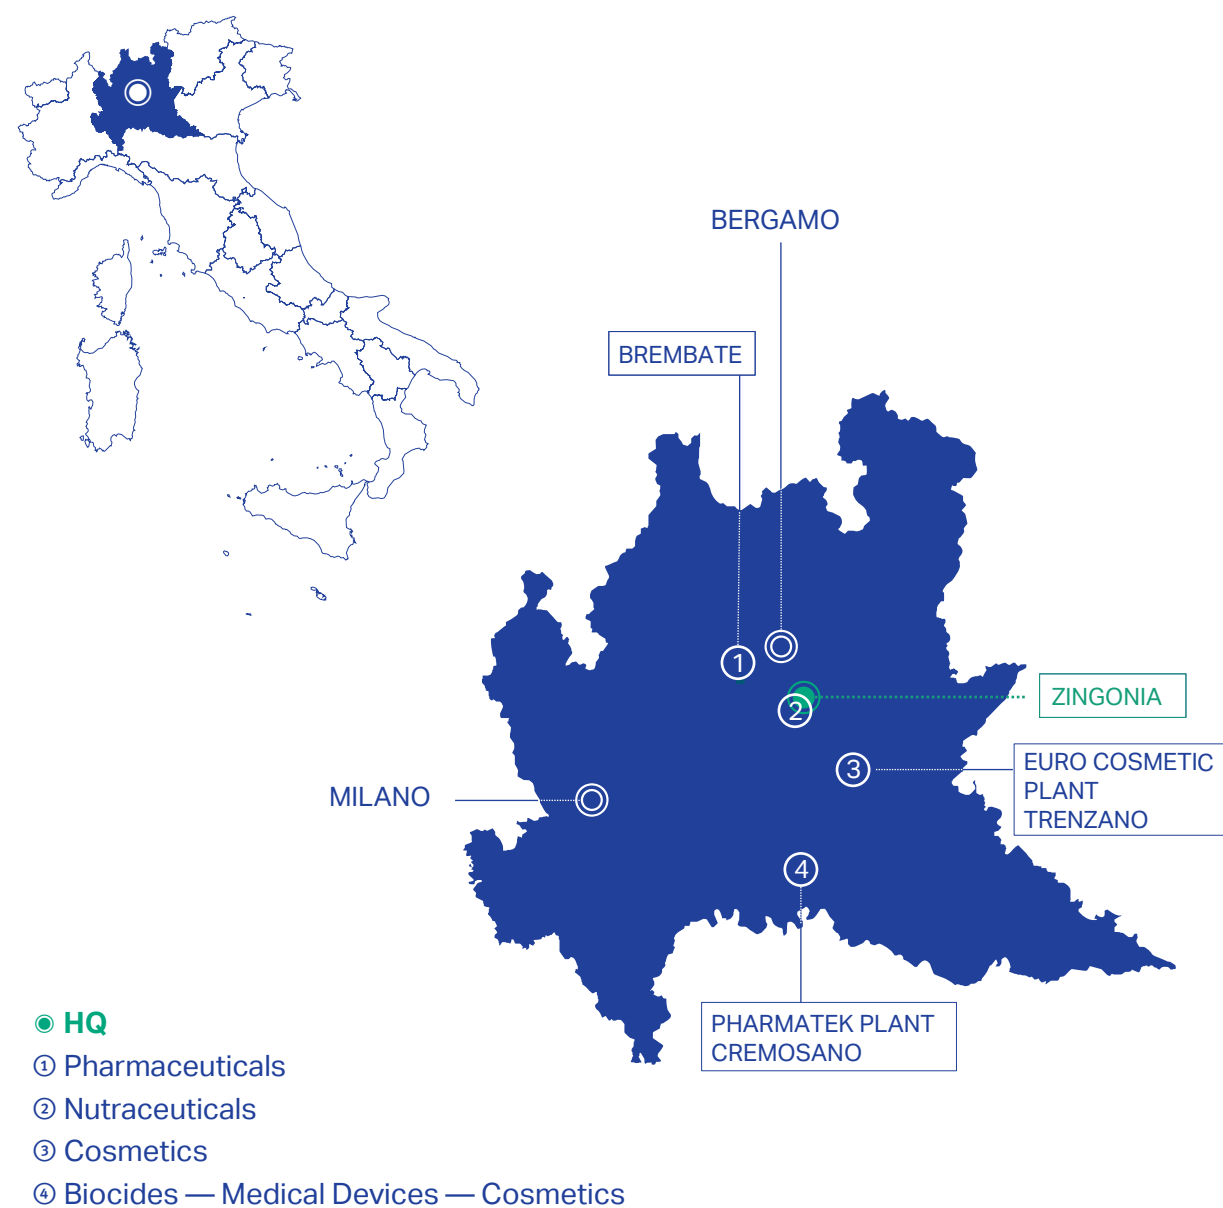 BERGAMO
BREMBATE
1
2
ZINGONIA
3
EURO COSMETIC
PLANT
TRENZANO
MILANO
4
PHARMATEK PLANT
CREMOSANO
HQ
1 Pharmaceuticals
2 Nutraceuticals
3 Cosmetics
4 Biocides — Medical Devices — Cosmetics